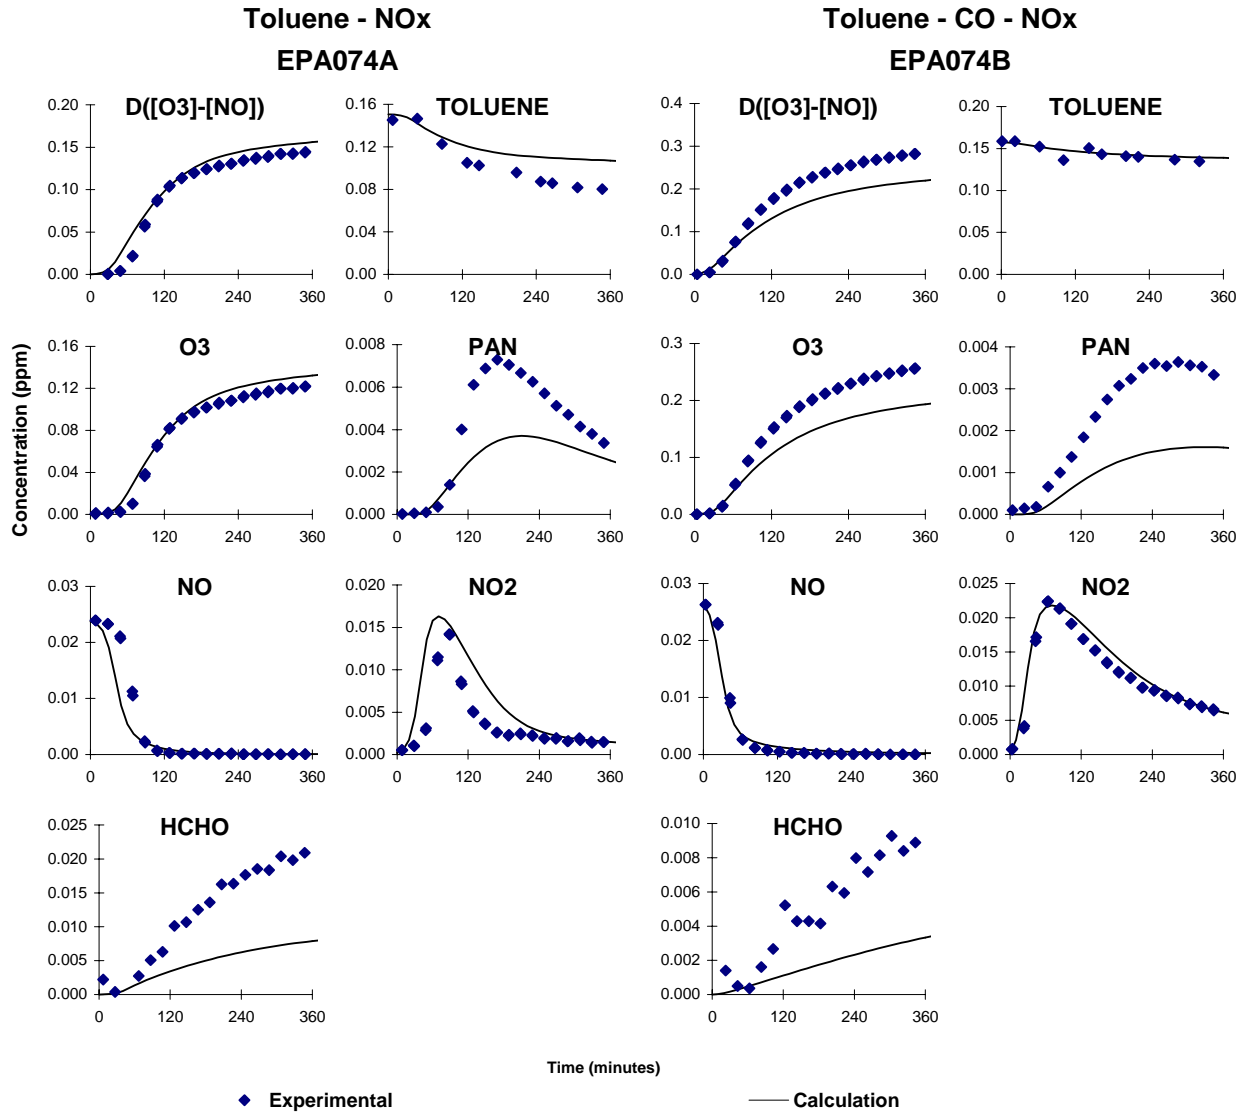 Toluene - NOx
EPA074A
Toluene - CO - NOx
EPA074B
Concentration (ppm)
D([O3]-[NO])
0.20
0.15
0.10
0.05
0.00
0 120 240 360
TOLUENE
0.16
0.12
0.08
0.04
0.00
0 120 240 360
D([O3]-[NO])
0.4
0.3
0.2
0.1
0.0
0 120 240 360
TOLUENE
0.20
0.15
0.10
0.05
0.00
0 120 240 360
O3
0.16
0.12
0.08
0.04
0.00
0 120 240 360
PAN
0.008
0.006
0.004
0.002
0.000
0 120 240 360
O3
0.3
0.2
0.1
0.0
0 120 240 360
PAN
0.004
0.003
0.002
0.001
0.000
0 120 240 360
NO
0.03
0.02
0.01
0.00
0 120 240 360
NO2
0.020
0.015
0.010
0.005
0.000
0 120 240 360
NO
0.03
0.02
0.01
0.00
0 120 240 360
NO2
0.025
0.020
0.015
0.010
0.005
0.000
0 120 240 360
HCHO
0.025
0.020
0.015
0.010
0.005
0.000
0 120 240 360
HCHO
0.010
0.008
0.006
0.004
0.002
0.000
0 120 240 360
Time (minutes)
Experimental
Calculation